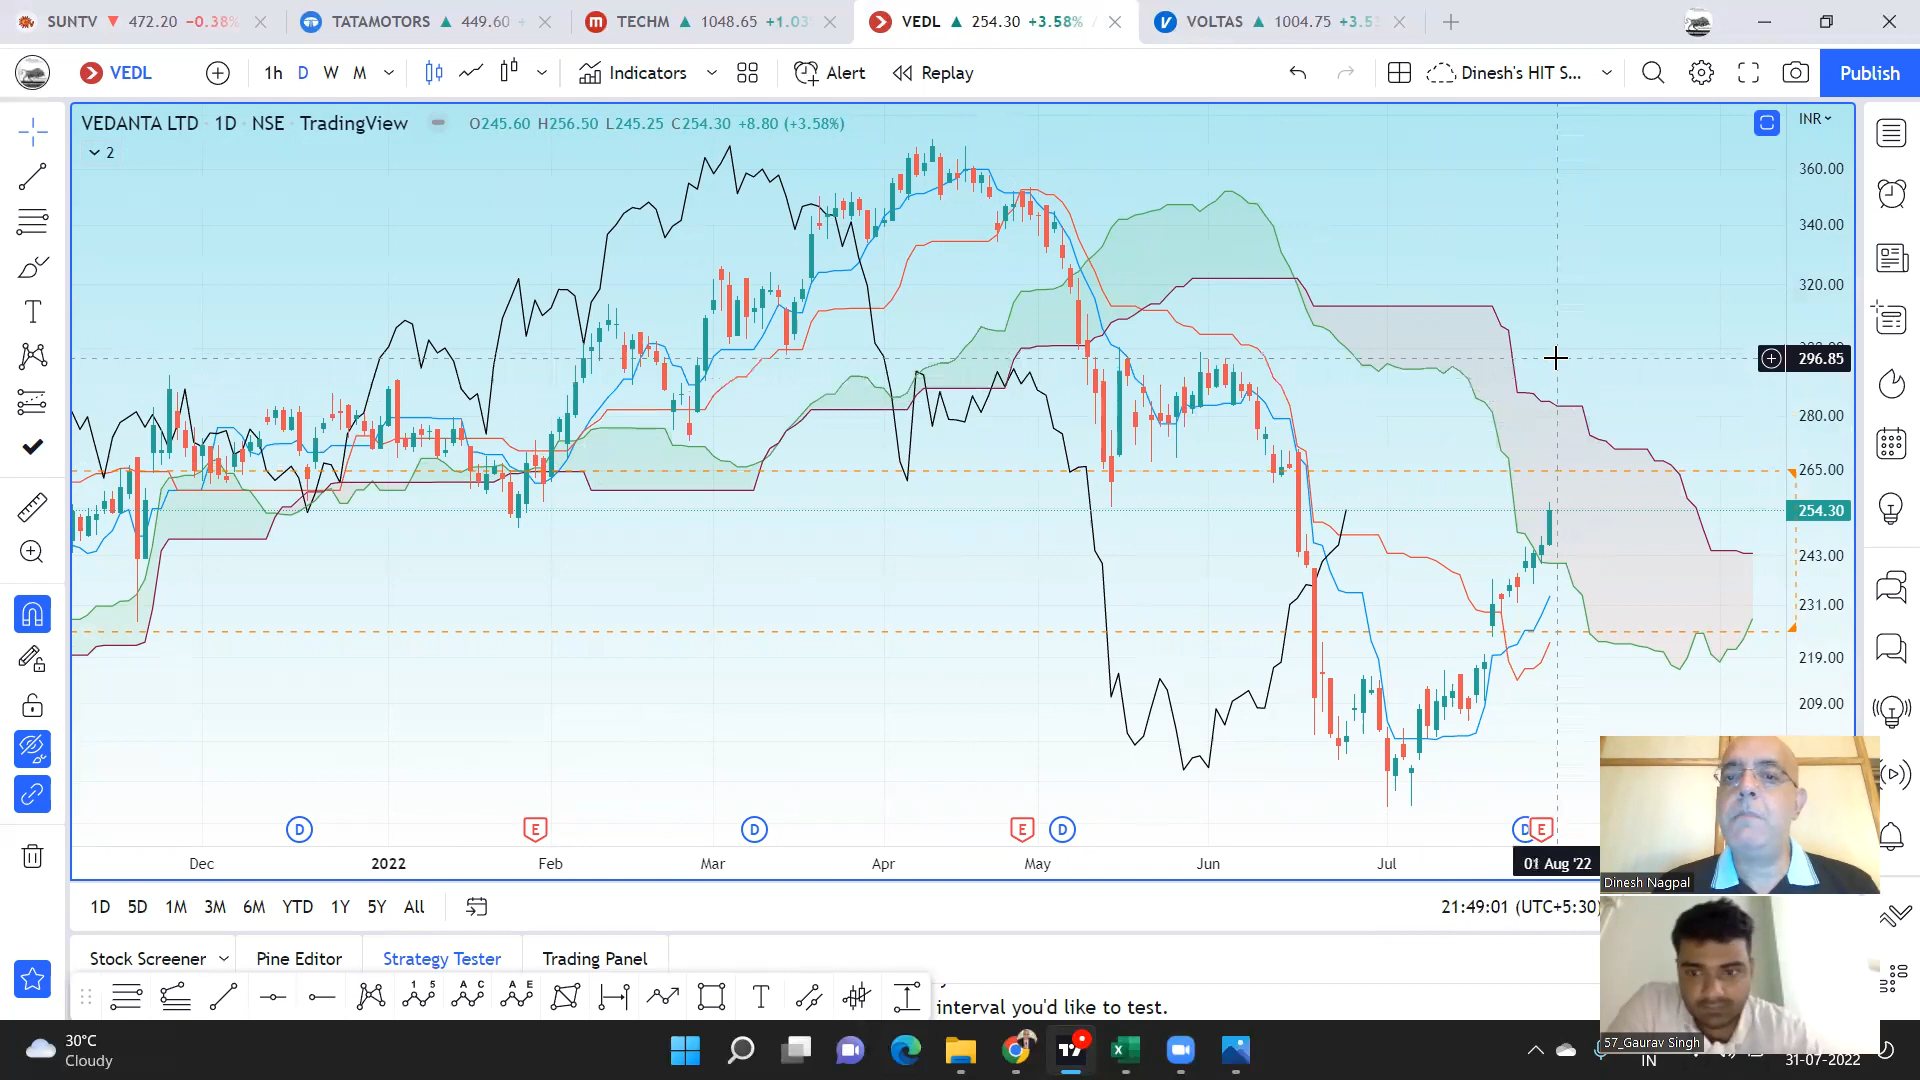 SUNTV 472.20 −0.38%
TATAMOTORS 449.60 +
TECHM 1048.65 +1.03
VEDL 254.30 +3.58% /
VOLTAS 1004.75 +3.5
VEDL
1h D W M
Indicators
Alert
Replay
Dinesh's HIT S...
Publish
VEDANTA LTD · 1D · NSE · TradingView
O245.60 H256.50 L245.25 C254.30 +8.80 (+3.58%)
2
INR
360.00
340.00
320.00
296.85
280.00
265.00
254.30
243.00
231.00
219.00
209.00
D E D E D D E
Dec 2022 Feb Mar Apr May Jun Jul 01 Aug '22
1D 5D 1M 3M 6M YTD 1Y 5Y All
21:49:01 (UTC+5:30)
Stock Screener Pine Editor Strategy Tester Trading Panel
interval you'd like to test.
Dinesh Nagpal
57_Gaurav Singh
30°C
Cloudy
IN
31-07-2022